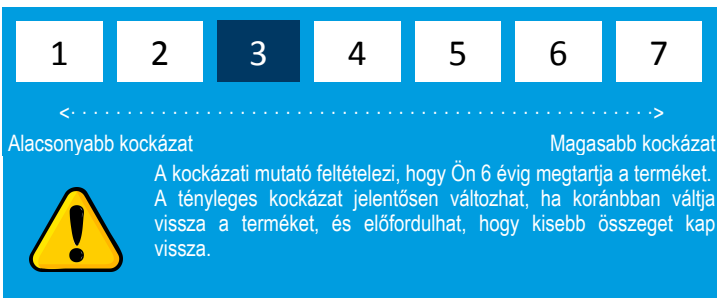 1 2 3 4 5 6 7
Alacsonyabb kockázat Magasabb kockázat
A kockázati mutató feltételezi, hogy Ön 6 évig megtartja a terméket.
A tényleges kockázat jelentősen változhat, ha koránbban váltja
vissza a terméket, és előfordulhat, hogy kisebb összeget kap
vissza.